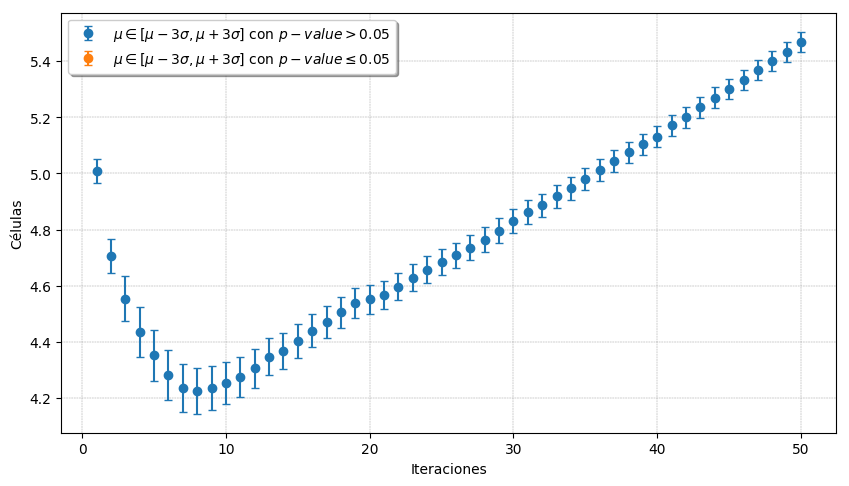 μ ∈ [μ − 3σ, μ + 3σ] con p − value > 0.05
μ ∈ [μ − 3σ, μ + 3σ] con p − value ≤ 0.05
5.4
5.2
5.0
4.8
4.6
4.4
4.2
Células
0 10 20 30 40 50
Iteraciones